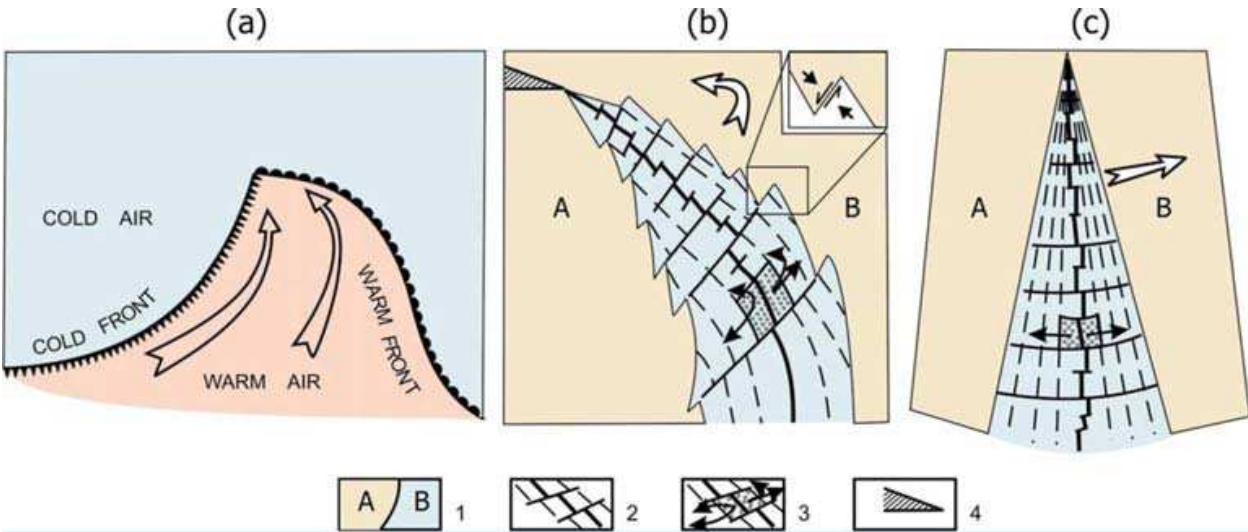 (a)
(b)
(c)
COLD AIR
COLD FRONT
WARM FRONT
WARM AIR
A
B
A
B
A B 1
2
3
4